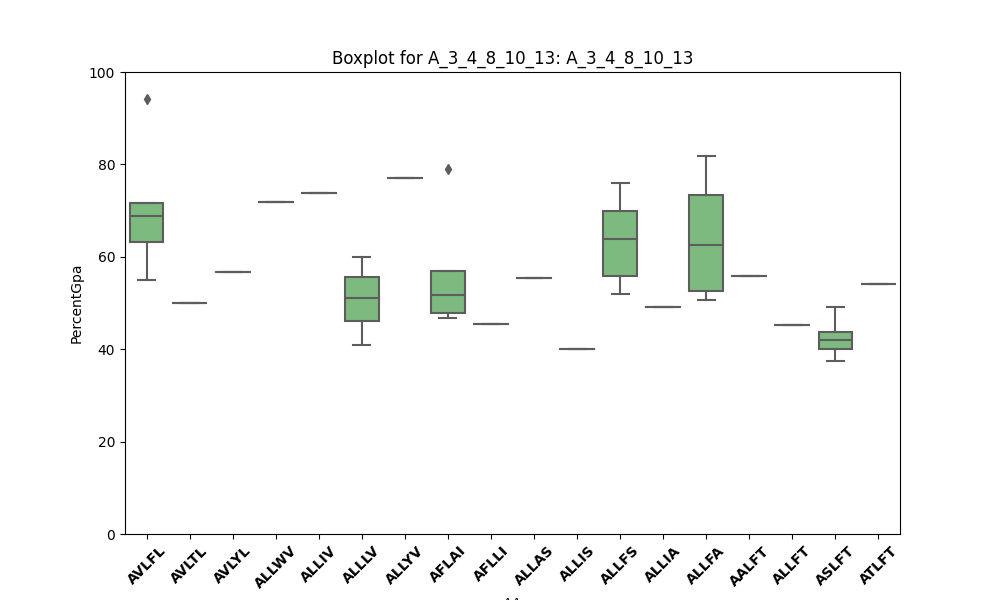 Boxplot for A_3_4_8_10_13: A_3_4_8_10_13
100
80
60
40
20
0
PercentGpa
AVLFL
AVLTL
AVLYL
ALLWV
ALLIV
ALLLV
ALLYV
AFLAI
AFLLI
ALLAS
ALLIS
ALLFS
ALLIA
ALLFA
AALFT
ALLFT
ASLFT
ATLFT